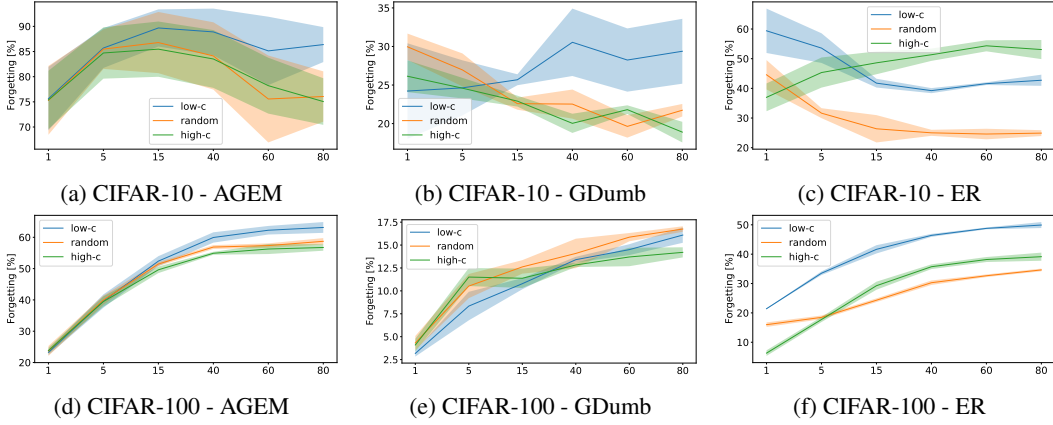 Forgetting [%]
90
85
80
75
70
low-c
random
high-c
1 5 15 40 60 80
(a) CIFAR-10 - AGEM
Forgetting [%]
35
30
25
20
low-c
random
high-c
1 5 15 40 60 80
(b) CIFAR-10 - GDumb
Forgetting [%]
60
50
40
30
20
low-c
random
high-c
1 5 15 40 60 80
(c) CIFAR-10 - ER
Forgetting [%]
60
50
40
30
20
low-c
random
high-c
1 5 15 40 60 80
(d) CIFAR-100 - AGEM
Forgetting [%]
17.5
15.0
12.5
10.0
7.5
5.0
2.5
low-c
random
high-c
1 5 15 40 60 80
(e) CIFAR-100 - GDumb
Forgetting [%]
50
40
30
20
10
low-c
random
high-c
1 5 15 40 60 80
(f) CIFAR-100 - ER